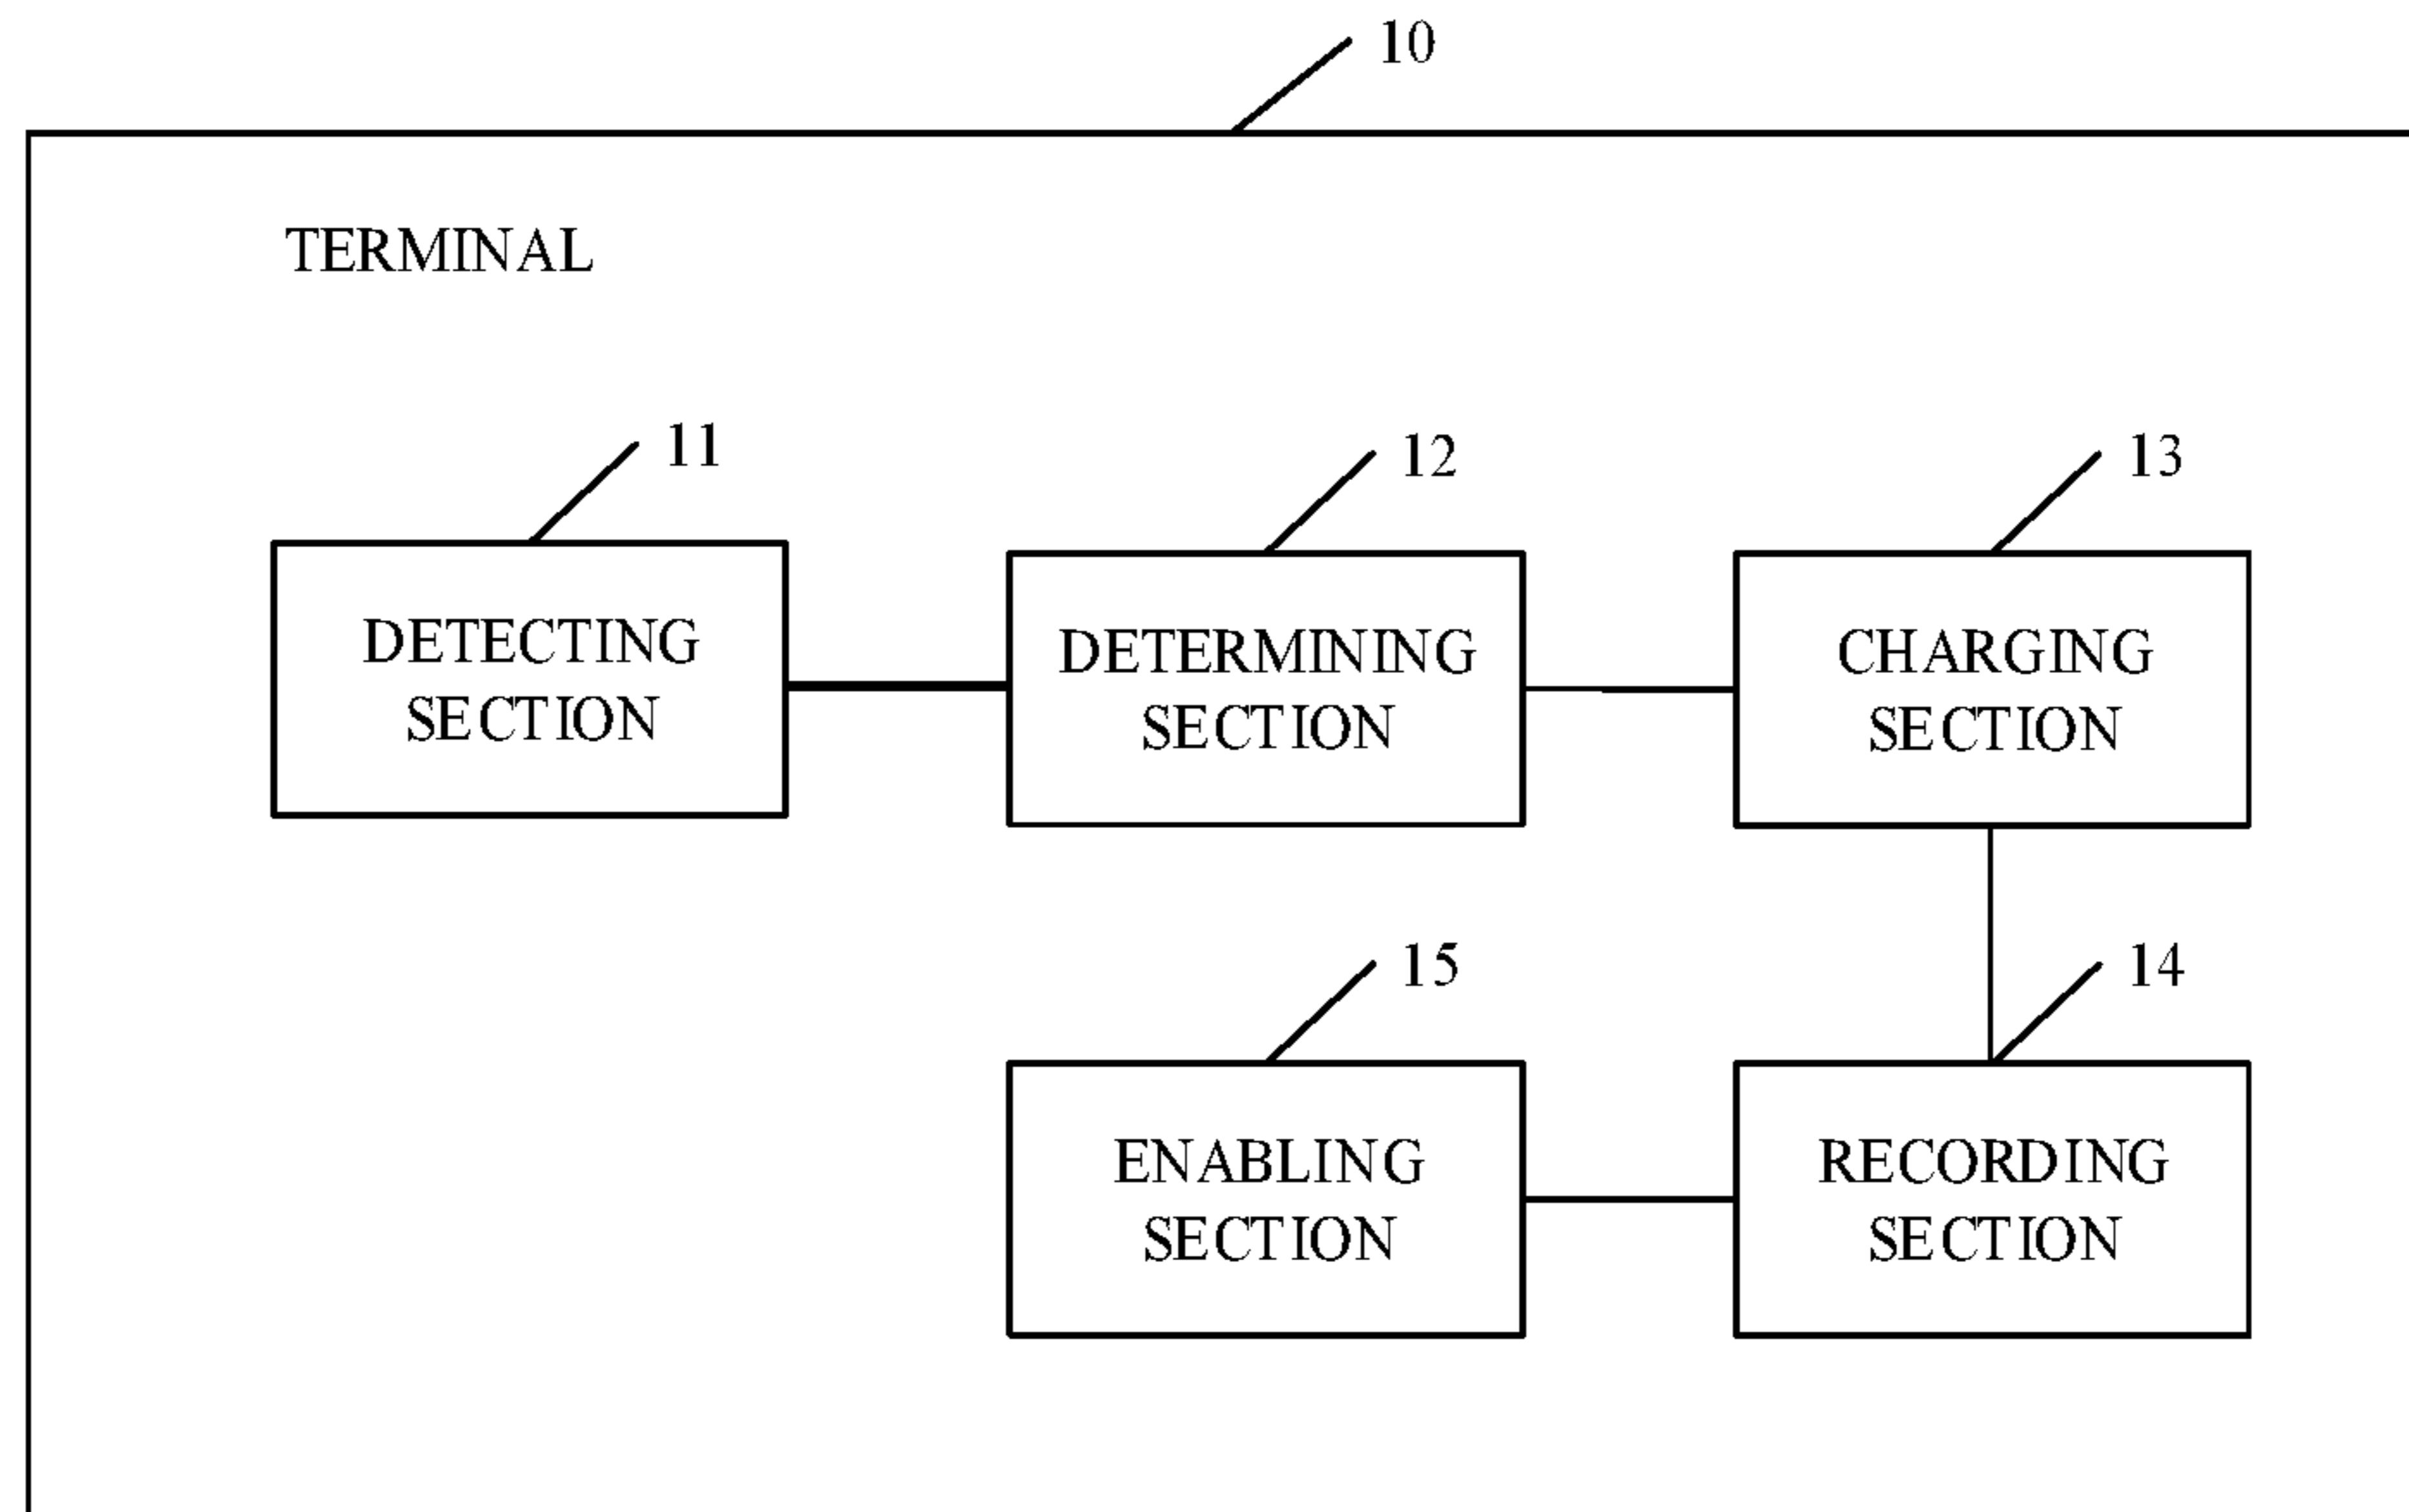 10
TERMINAL
11
12
13
DETECTING
SECTION
DETERMINING
SECTION
CHARGING
SECTION
15
14
ENABLING
SECTION
RECORDING
SECTION